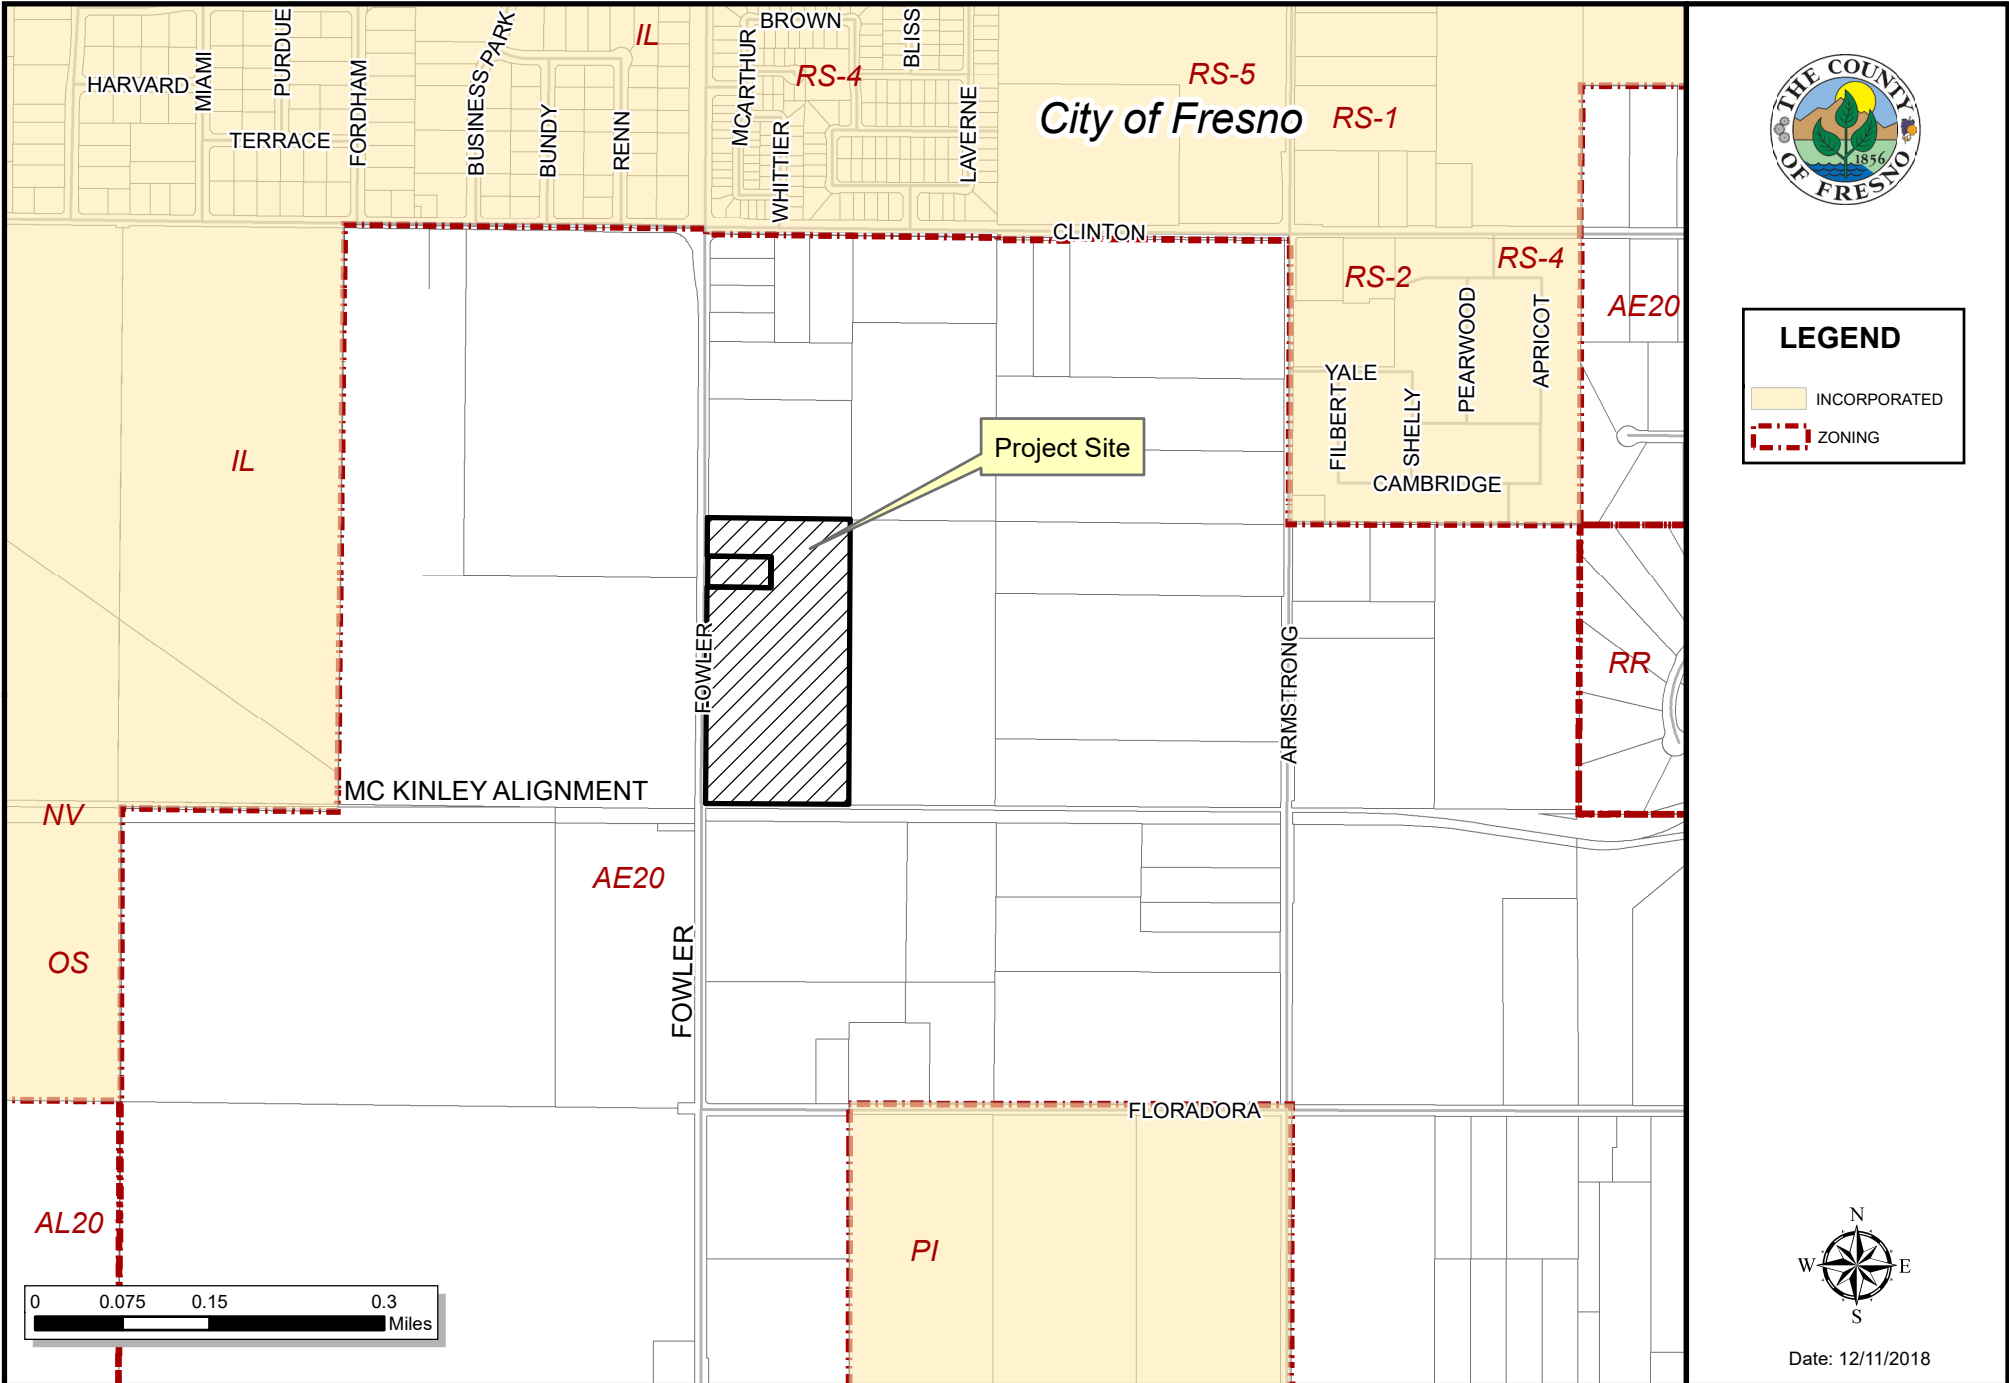 HARVARD
MIAMI
PURDUE
TERRACE
FORDHAM
BUSINESS PARK
BUNDY
RENN
IL
MCARTHUR
BROWN
RS-4
WHITTIER
BLISS
LAVERNE
RS-5
City of Fresno
RS-1
CLINTON
RS-2
RS-4
AE20
YALE
FILBERT
SHELLY
PEARWOOD
APRICOT
CAMBRIDGE
IL
Project Site
FOWLER
ARMSTRONG
RR
MC KINLEY ALIGNMENT
NV
AE20
OS
FOWLER
FLORADORA
AL20
PI
0 0.075 0.15 0.3
Miles
THE COUNTY
OF FRESNO
1856
LEGEND
INCORPORATED
ZONING
N
W E
S
Date: 12/11/2018